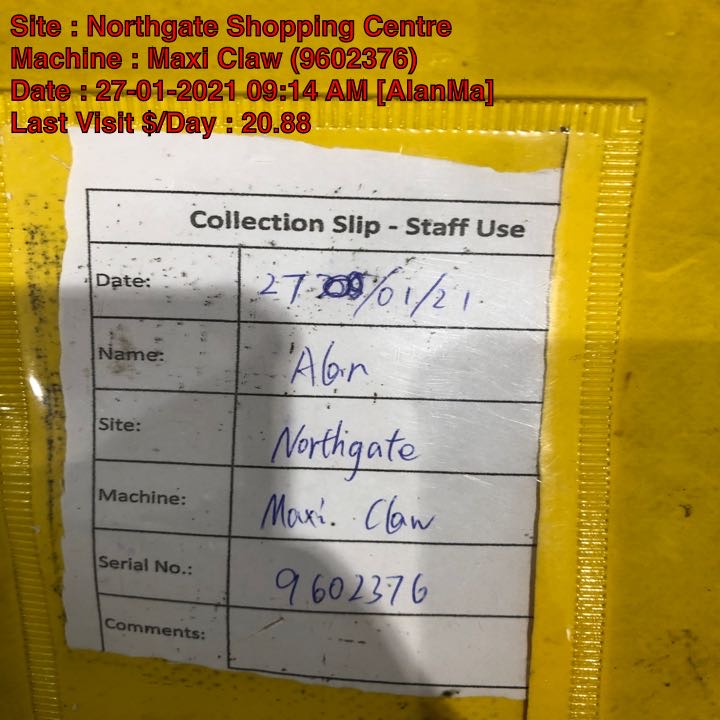 Site : Northgate Shopping Centre
Machine : Maxi Claw (9602376)
Date : 27-01-2021 09:14 AM [AlanMa]
Last Visit $/Day : 20.88
Collection Slip - Staff Use
Date: 27/01/21
Name: Alan
Site: Northgate
Machine: Maxi. Claw
Serial No.: 9602376
Comments: --